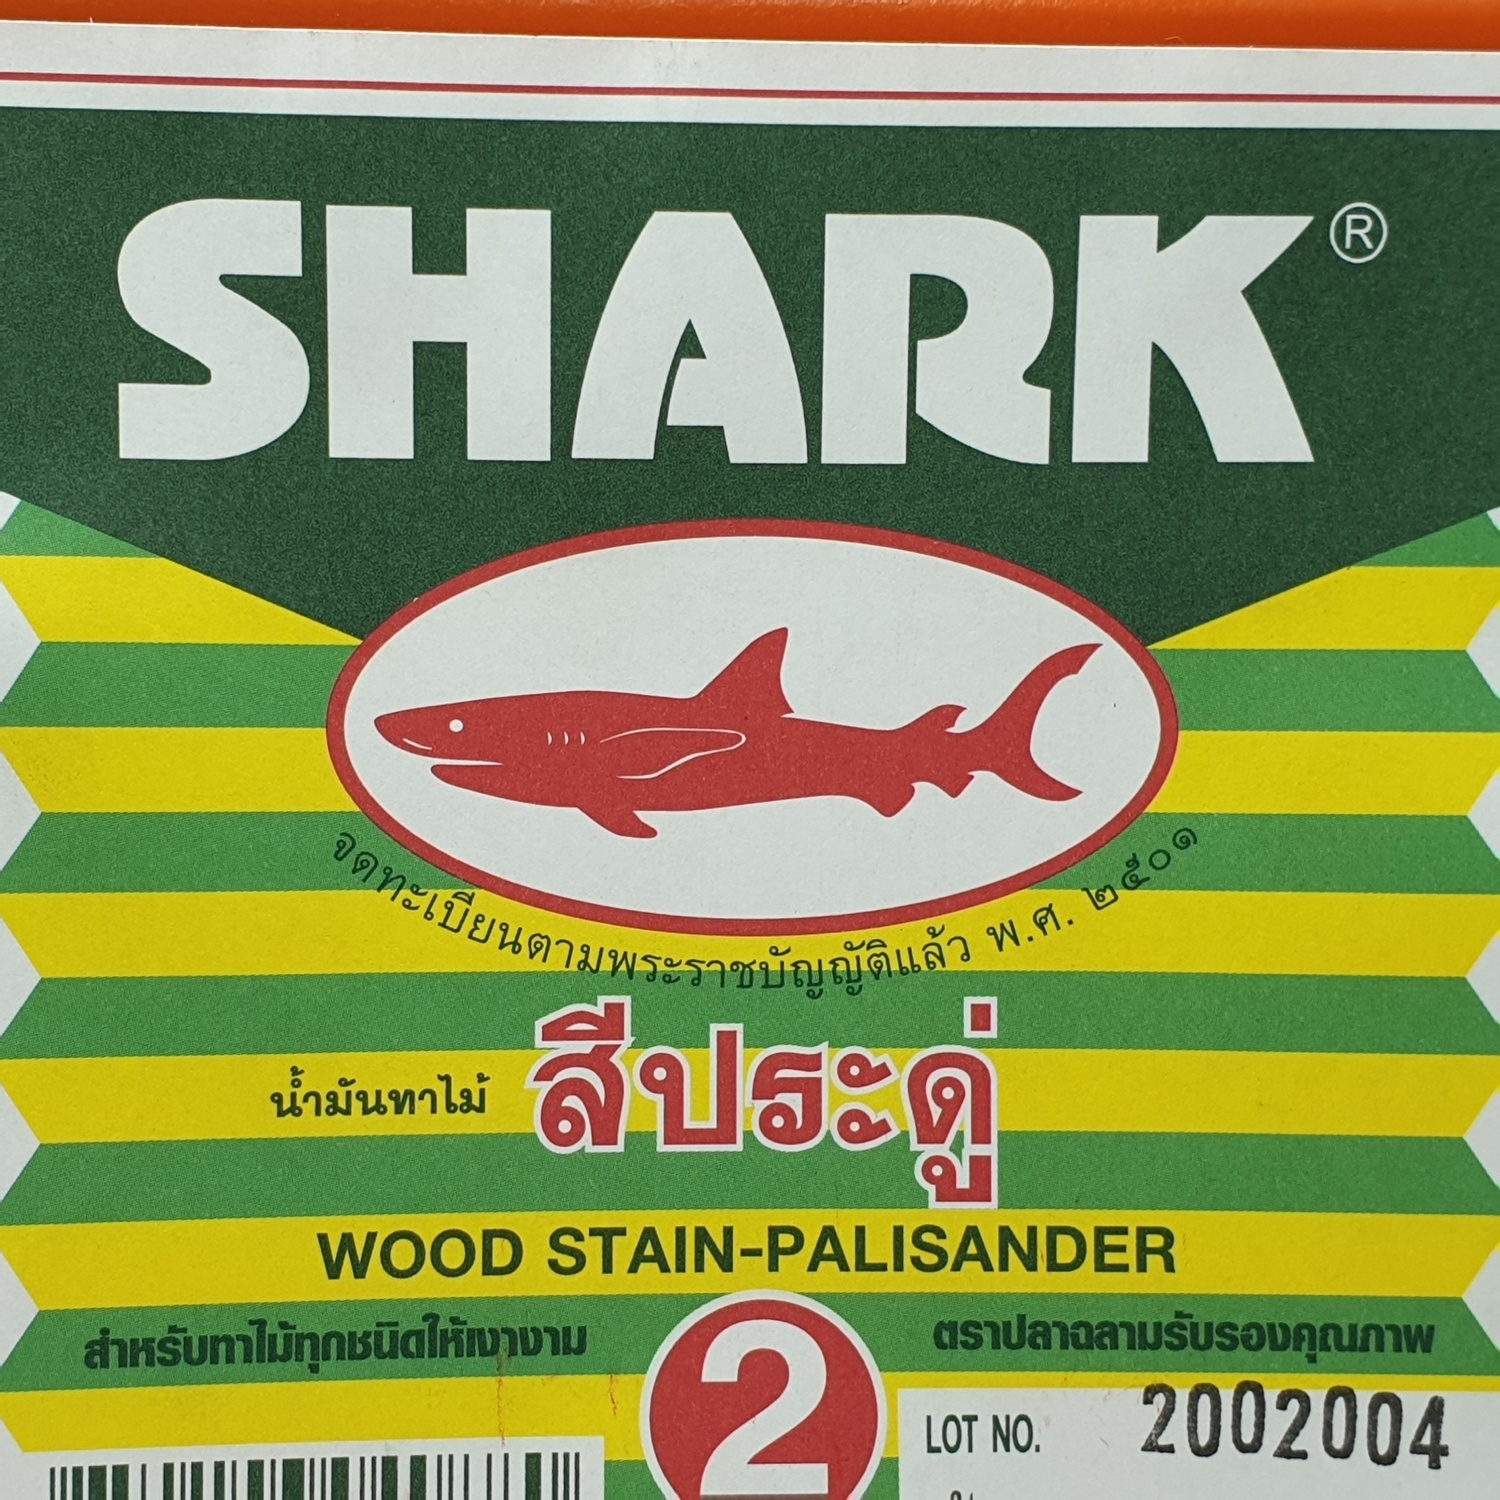 SHARK®
จดทะเบียนตามพระราชบัญญัติแล้ว พ.ศ. ๒๕๐๑
น้ำมันทาไม้ สีประดู่
WOOD STAIN-PALISANDER
สำหรับทาไม้ทุกชนิดให้เงางาม
2
ตราปลาฉลามรับรองคุณภาพ
LOT NO. 2002004